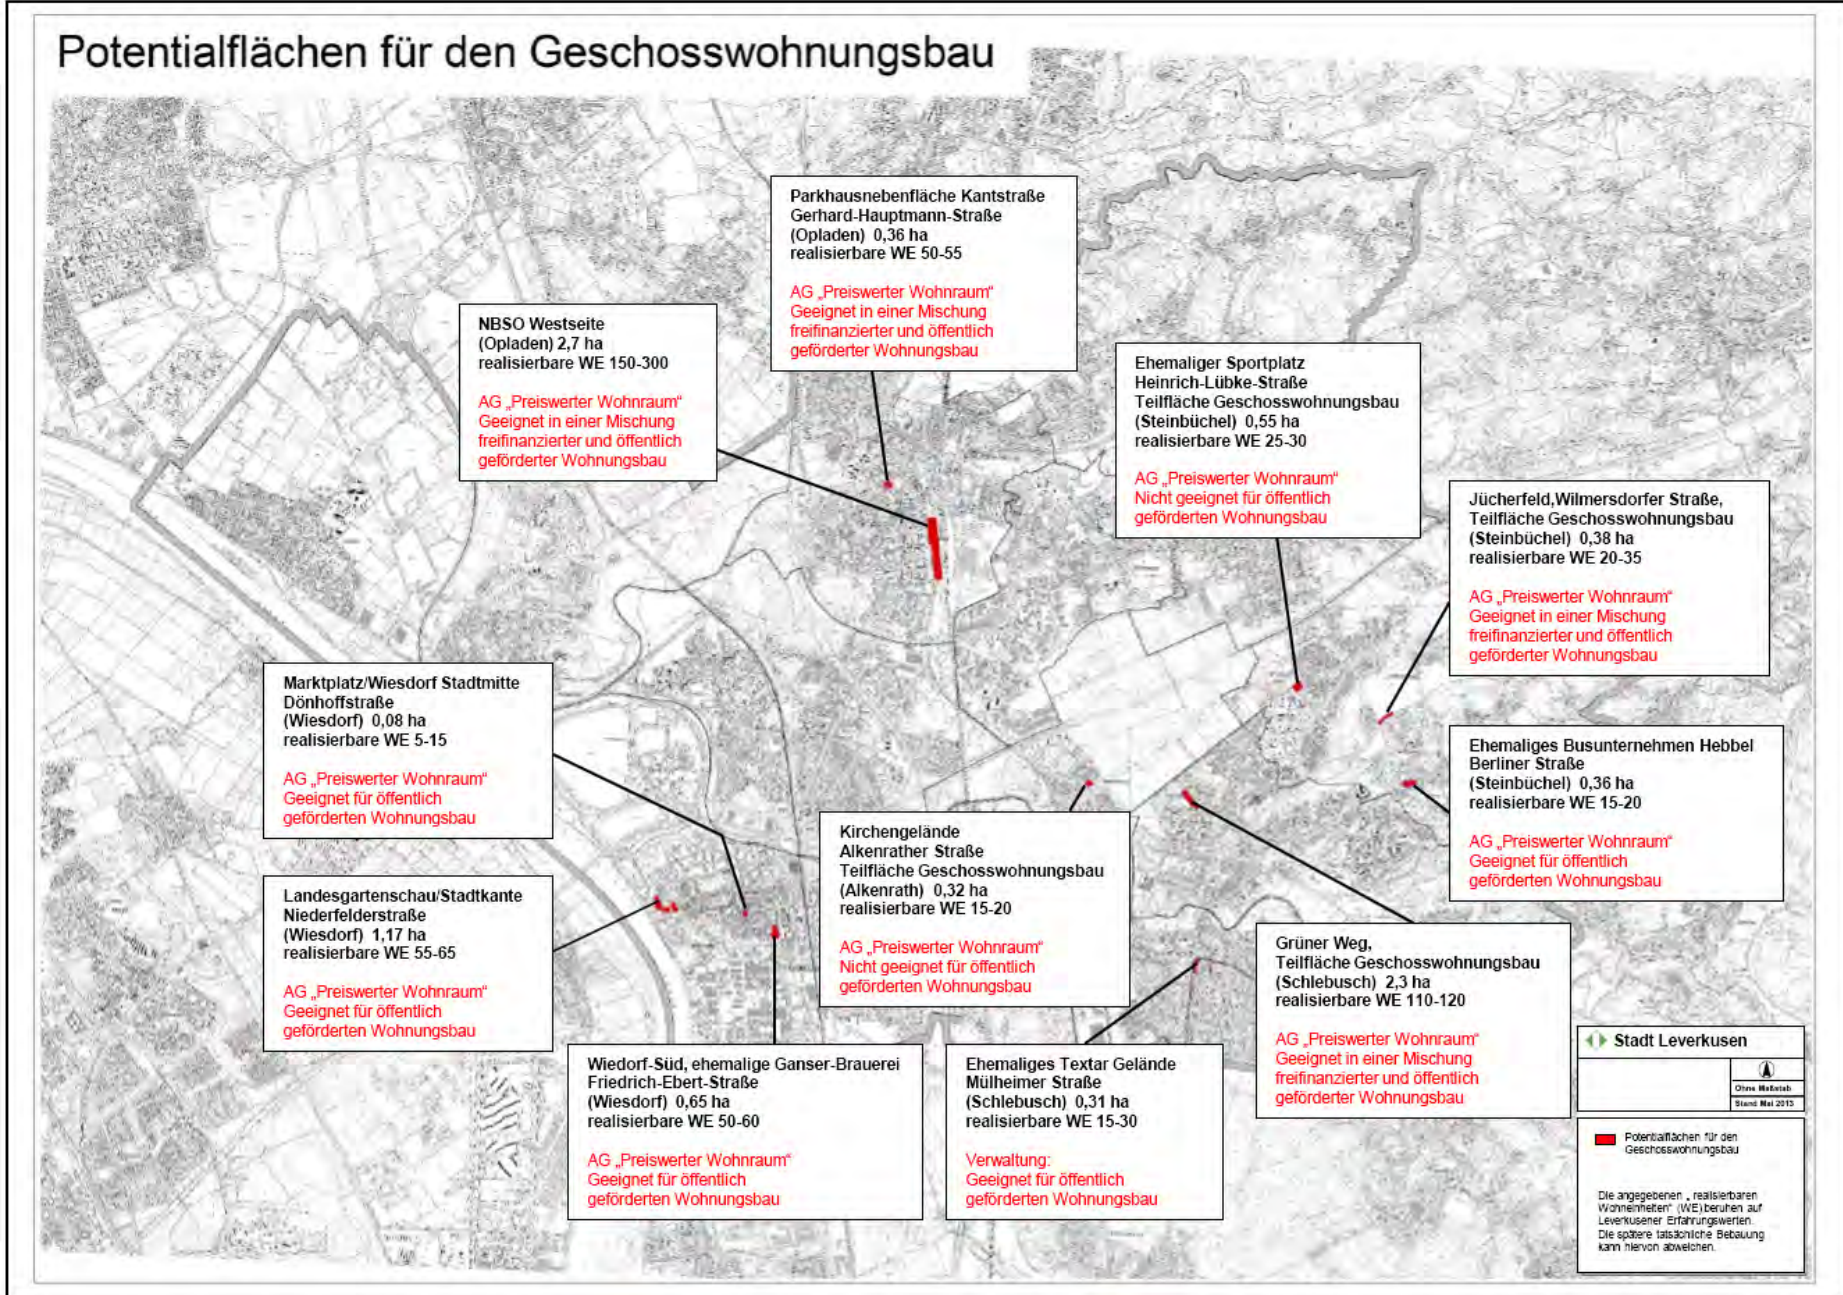 Potentialflächen für den Geschosswohnungsbau
Parkhausnebenfläche Kantstraße
Gerhard-Hauptmann-Straße
(Opladen) 0,36 ha
realisierbare WE 50-55
AG „Preiswerter Wohnraum“
Geeignet in einer Mischung
freifinanzierter und öffentlich
geförderter Wohnungsbau
NBSO Westseite
(Opladen) 2,7 ha
realisierbare WE 150-300
AG „Preiswerter Wohnraum“
Geeignet in einer Mischung
freifinanzierter und öffentlich
geförderter Wohnungsbau
Ehemaliger Sportplatz
Heinrich-Lübke-Straße
Teilfläche Geschosswohnungsbau
(Steinbüchel) 0,55 ha
realisierbare WE 25-30
AG „Preiswerter Wohnraum“
Nicht geeignet für öffentlich
geförderten Wohnungsbau
Jücherfeld,Wilmersdorfer Straße,
Teilfläche Geschosswohnungsbau
(Steinbüchel) 0,38 ha
realisierbare WE 20-35
AG „Preiswerter Wohnraum“
Geeignet in einer Mischung
freifinanzierter und öffentlich
geförderter Wohnungsbau
Marktplatz/Wiesdorf Stadtmitte
Dönhoffstraße
(Wiesdorf) 0,08 ha
realisierbare WE 5-15
AG „Preiswerter Wohnraum“
Geeignet für öffentlich
geförderten Wohnungsbau
Ehemaliges Busunternehmen Hebbel
Berliner Straße
(Steinbüchel) 0,36 ha
realisierbare WE 15-20
AG „Preiswerter Wohnraum“
Geeignet für öffentlich
geförderten Wohnungsbau
Kirchengelände
Alkenrather Straße
Teilfläche Geschosswohnungsbau
(Alkenrath) 0,32 ha
realisierbare WE 15-20
AG „Preiswerter Wohnraum“
Nicht geeignet für öffentlich
geförderten Wohnungsbau
Landesgartenschau/Stadtkante
Niederfelderstraße
(Wiesdorf) 1,17 ha
realisierbare WE 55-65
AG „Preiswerter Wohnraum“
Geeignet für öffentlich
geförderten Wohnungsbau
Grüner Weg,
Teilfläche Geschosswohnungsbau
(Schlebusch) 2,3 ha
realisierbare WE 110-120
AG „Preiswerter Wohnraum“
Geeignet in einer Mischung
freifinanzierter und öffentlich
geförderter Wohnungsbau
Wiedorf-Süd, ehemalige Ganser-Brauerei
Friedrich-Ebert-Straße
(Wiesdorf) 0,65 ha
realisierbare WE 50-60
AG „Preiswerter Wohnraum“
Geeignet für öffentlich
geförderten Wohnungsbau
Ehemaliges Textar Gelände
Mülheimer Straße
(Schlebusch) 0,31 ha
realisierbare WE 15-30
Verwaltung:
Geeignet für öffentlich
geförderten Wohnungsbau
Stadt Leverkusen
Ohne Maßstab
Stand Mai 2013
Potentialflächen für den
Geschosswohnungsbau
Die angegebenen „ realisierbaren
Wohneinheiten“ (WE)beruhen auf
Leverkusener Erfahrungswerten.
Die spätere tatsächliche Bebauung
kann hiervon abweichen.